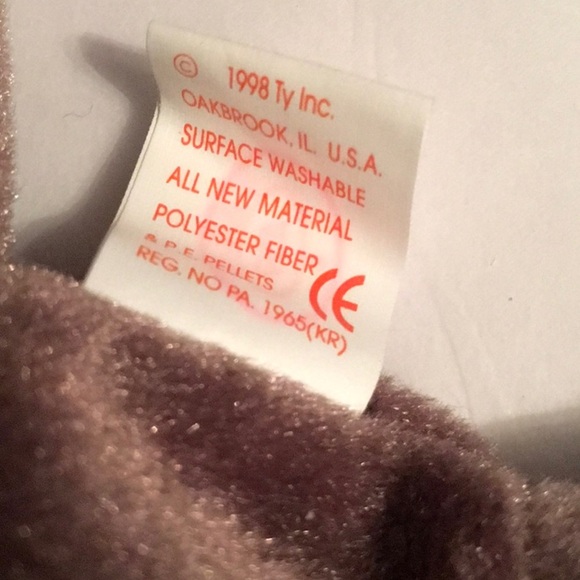 © 1998 Ty Inc.
OAKBROOK, IL. U.S.A.
SURFACE WASHABLE
ALL NEW MATERIAL
POLYESTER FIBER
& P.E. PELLETS CE
REG. NO PA. 1965(KR)